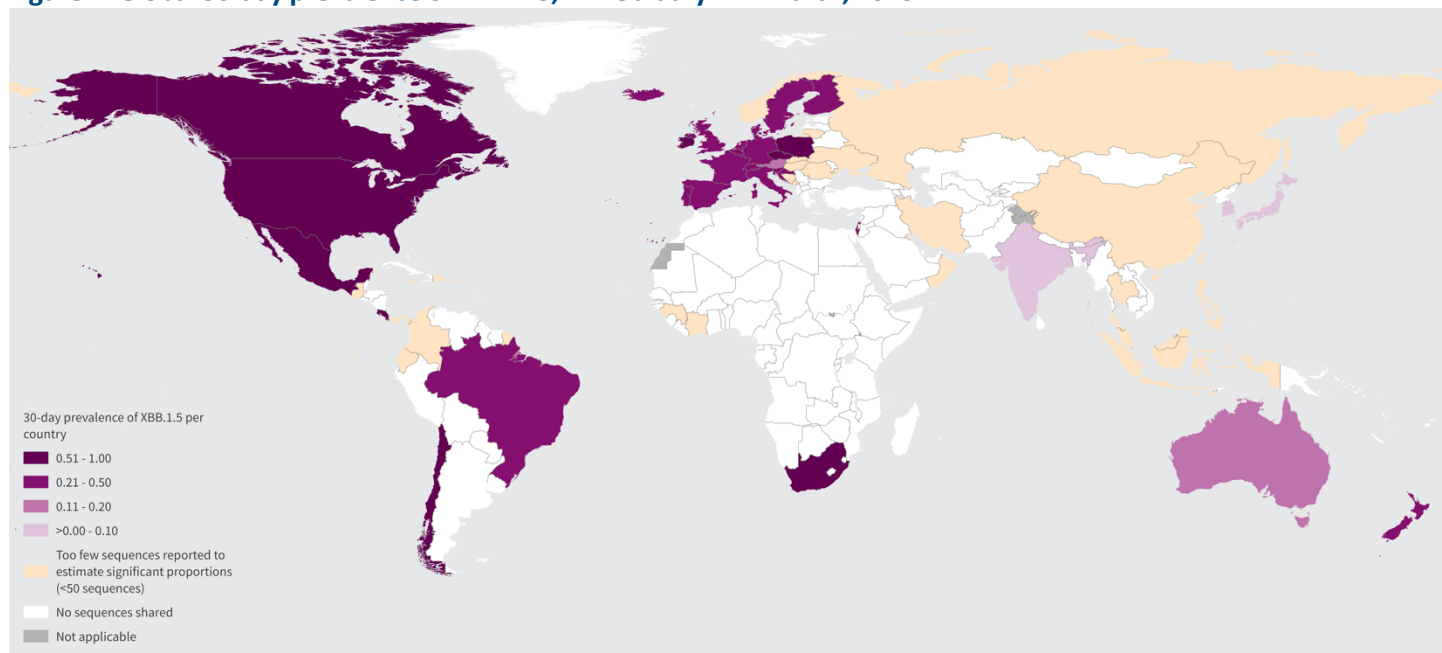 30-day prevalence of XBB.1.5 per
country
0.51 - 1.00
0.21 - 0.50
0.11 - 0.20
>0.00 - 0.10
Too few sequences reported to
estimate significant proportions
(<50 sequences)
No sequences shared
Not applicable